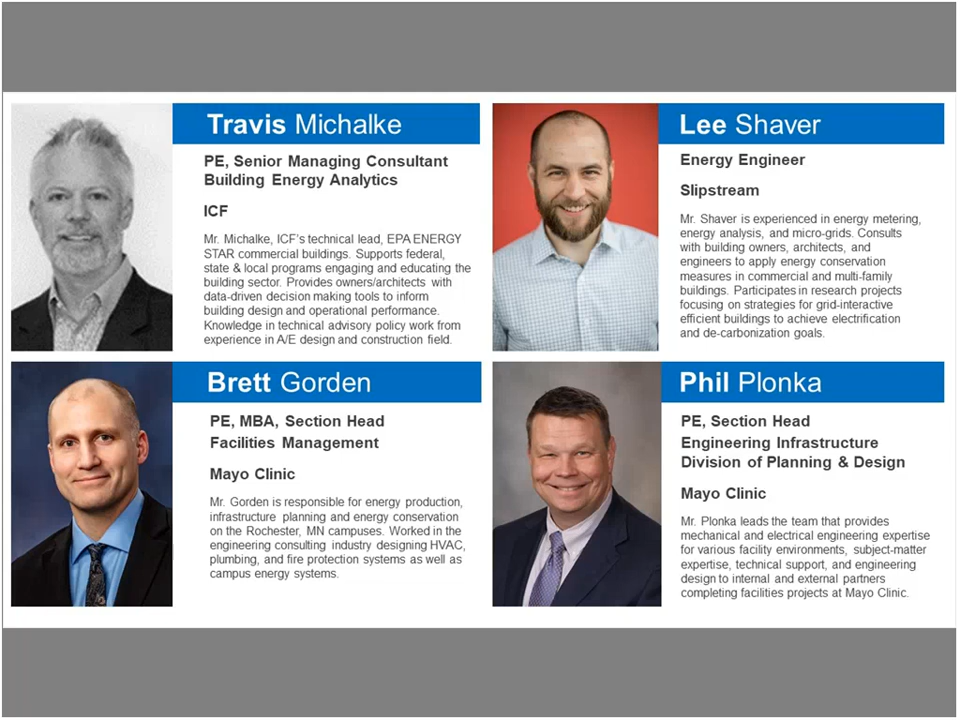 Travis Michalke
PE, Senior Managing Consultant
Building Energy Analytics
ICF
Mr. Michalke, ICF's technical lead, EPA ENERGY
STAR commercial buildings. Supports federal,
state & local programs engaging and educating the
building sector. Provides owners/architects with
data-driven decision making tools to inform
building design and operational performance.
Knowledge in technical advisory policy work from
experience in A/E design and construction field.
Lee Shaver
Energy Engineer
Slipstream
Mr. Shaver is experienced in energy metering,
energy analysis, and micro-grids. Consults
with building owners, architects, and
engineers to apply energy conservation
measures in commercial and multi-family
buildings. Participates in research projects
focusing on strategies for grid-interactive
efficient buildings to achieve electrification
and de-carbonization goals.
Brett Gorden
PE, MBA, Section Head
Facilities Management
Mayo Clinic
Mr. Gorden is responsible for energy production,
infrastructure planning and energy conservation
on the Rochester, MN campuses. Worked in the
engineering consulting industry designing HVAC,
plumbing, and fire protection systems as well as
campus energy systems.
Phil Plonka
PE, Section Head
Engineering Infrastructure
Division of Planning & Design
Mayo Clinic
Mr. Plonka leads the team that provides
mechanical and electrical engineering expertise
for various facility environments, subject-matter
expertise, technical support, and engineering
design to internal and external partners
completing facilities projects at Mayo Clinic.